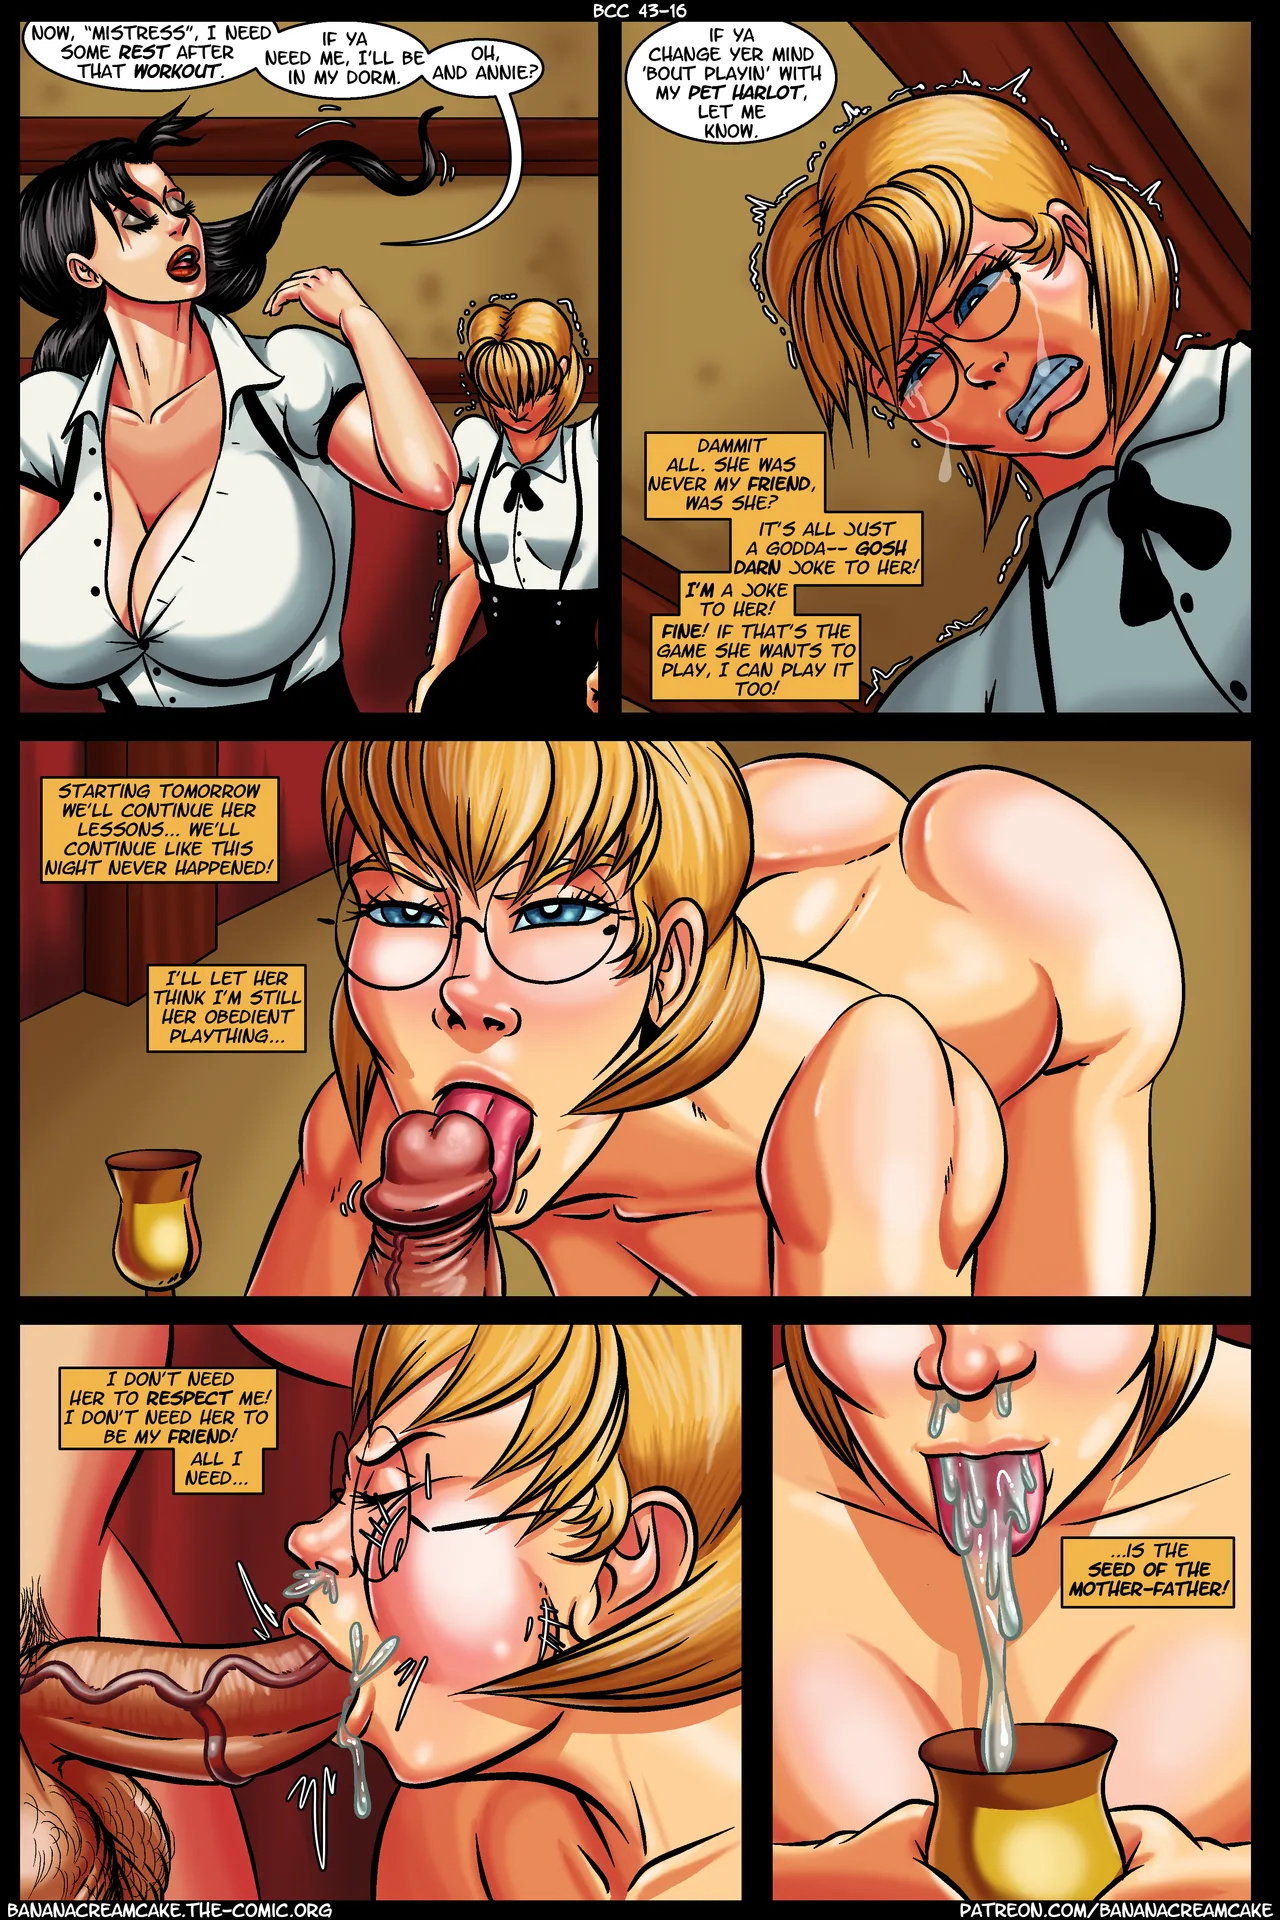 BCC 43-16
NOW, "MISTRESS", I NEED
SOME REST AFTER
THAT WORKOUT.
IF YA
NEED ME, I'LL BE
IN MY DORM.
OH,
AND ANNIE?
IF YA
CHANGE YER MIND
'BOUT PLAYIN' WITH
MY PET HARLOT,
LET ME
KNOW.
DAMMIT
ALL. SHE WAS
NEVER MY FRIEND,
WAS SHE?
IT'S ALL JUST
A GODDA-- GOSH
DARN JOKE TO HER!
I'M A JOKE
TO HER!
FINE! IF THAT'S THE
GAME SHE WANTS TO
PLAY, I CAN PLAY IT
TOO!
STARTING TOMORROW
WE'LL CONTINUE HER
LESSONS... WE'LL
CONTINUE LIKE THIS
NIGHT NEVER HAPPENED!
I'LL LET HER
THINK I'M STILL
HER OBEDIENT
PLAYTHING...
I DON'T NEED
HER TO RESPECT ME!
I DON'T NEED HER TO
BE MY FRIEND!
ALL I
NEED...
...IS THE
SEED OF THE
MOTHER-FATHER!
BANANACREAMCAKE.THE-COMIC.ORG
PATREON.COM/BANANACREAMCAKE